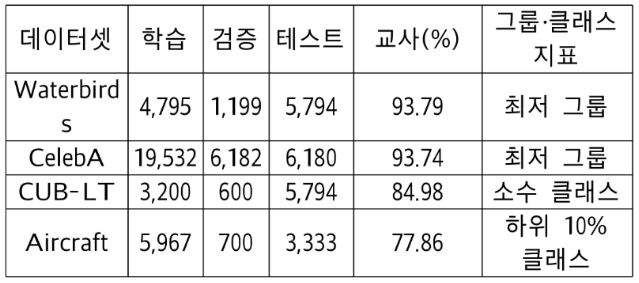 데이터셋 학습 검증 테스트 교사(%) 그룹·클래스
지표
Waterbird
s 4,795 1,199 5,794 93.79 최저 그룹
CelebA 19,532 6,182 6,180 93.74 최저 그룹
CUB-LT 3,200 600 5,794 84.98 소수 클래스
Aircraft 5,967 700 3,333 77.86 하위 10%
클래스